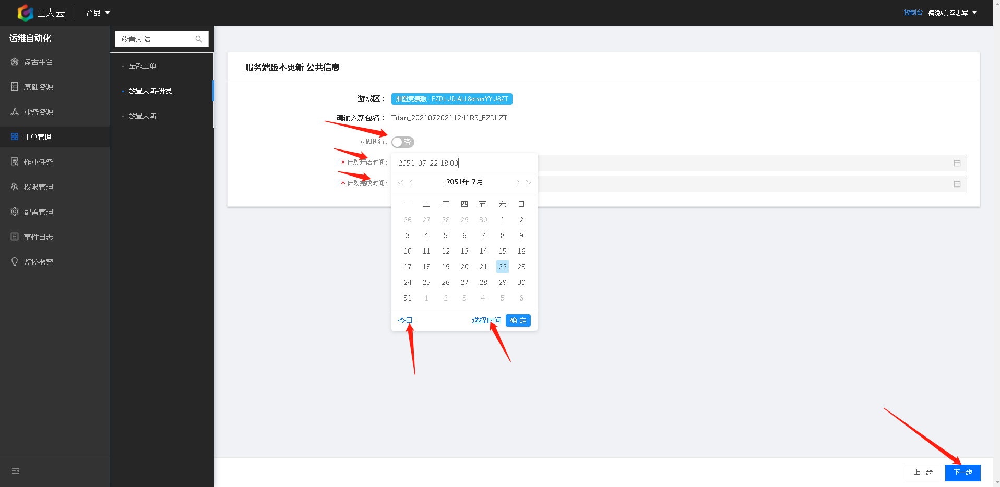 巨人云
产品
控制台
傍晚好, 李志军
运维自动化
盘古平台
基础资源
业务资源
工单管理
作业任务
权限管理
配置管理
事件日志
监控报警
放置大陆
全部工单
放置大陆-研发
放置大陆
服务端版本更新-公共信息
游戏区：
推图竞赛服 - FZDL-JD-ALLServerYY-JSZT
请输入新包名：
Titan_20210720211241R3_FZDLZT
立即执行:
否
* 计划开始时间:
* 计划完成时间:
2051-07-22 18:00
« ‹ 2051年 7月 › »
一 二 三 四 五 六 日
26 27 28 29 30 1 2
3 4 5 6 7 8 9
10 11 12 13 14 15 16
17 18 19 20 21 22 23
24 25 26 27 28 29 30
31 1 2 3 4 5 6
今日
选择时间
确 定
上一步
下一步